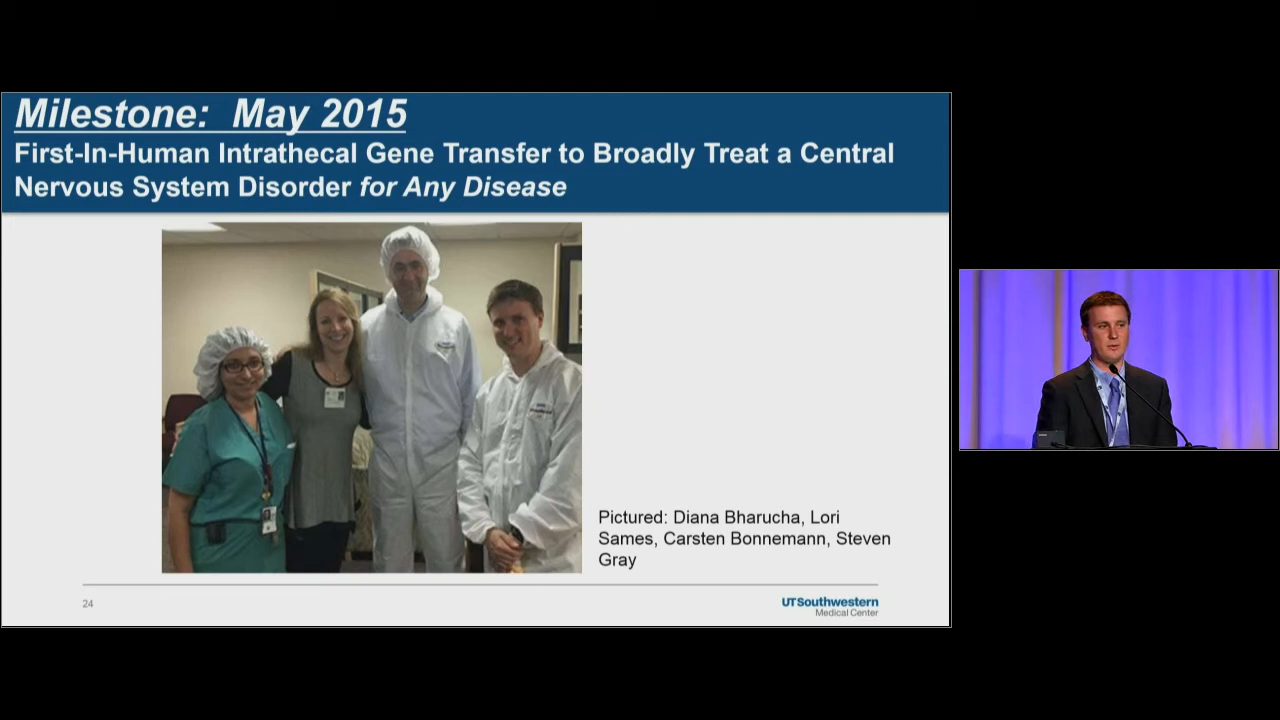 Milestone:  May 2015
First-In-Human Intrathecal Gene Transfer to Broadly Treat a Central
Nervous System Disorder for Any Disease
Pictured: Diana Bharucha, Lori
Sames, Carsten Bonnemann, Steven
Gray
24
UTSouthwestern
Medical Center